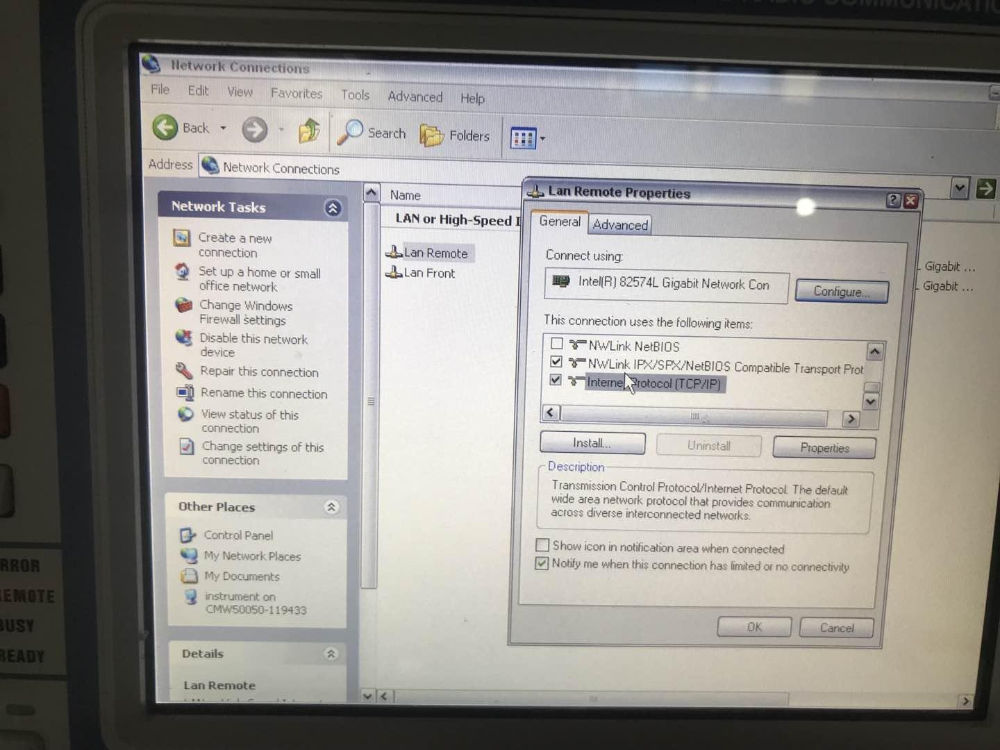 RADIO COMMUNICATIO
Network Connections
File Edit View Favorites Tools Advanced Help
Back Search Folders
Address Network Connections
Network Tasks
Create a new
connection
Set up a home or small
office network
Change Windows
Firewall settings
Disable this network
device
Repair this connection
Rename this connection
View status of this
connection
Change settings of this
connection
Other Places
Control Panel
My Network Places
My Documents
instrument on
CMW50050-119433
Details
Lan Remote
Name
LAN or High-Speed I
Lan Remote
Lan Front
L Gigabit ...
L Gigabit ...
Lan Remote Properties
General Advanced
Connect using:
Intel(R) 82574L Gigabit Network Con
Configure...
This connection uses the following items:
NWLink NetBIOS
NWLink IPX/SPX/NetBIOS Compatible Transport Prot
Internet Protocol (TCP/IP)
Install... Uninstall Properties
Description
Transmission Control Protocol/Internet Protocol. The default
wide area network protocol that provides communication
across diverse interconnected networks.
Show icon in notification area when connected
Notify me when this connection has limited or no connectivity
OK Cancel
RROR
EMOTE
BUSY
READY